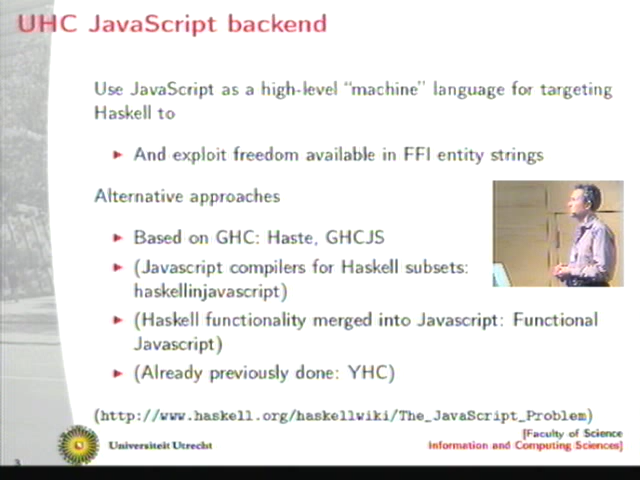 UHC JavaScript backend
Use JavaScript as a high-level “machine” language for targeting
Haskell to
And exploit freedom available in FFI entity strings
Alternative approaches
Based on GHC: Haste, GHCJS
(Javascript compilers for Haskell subsets:
haskellinjavascript)
(Haskell functionality merged into Javascript: Functional
Javascript)
(Already previously done: YHC)
(http://www.haskell.org/haskellwiki/The_JavaScript_Problem)
[Faculty of Science
Universiteit Utrecht
Information and Computing Sciences]